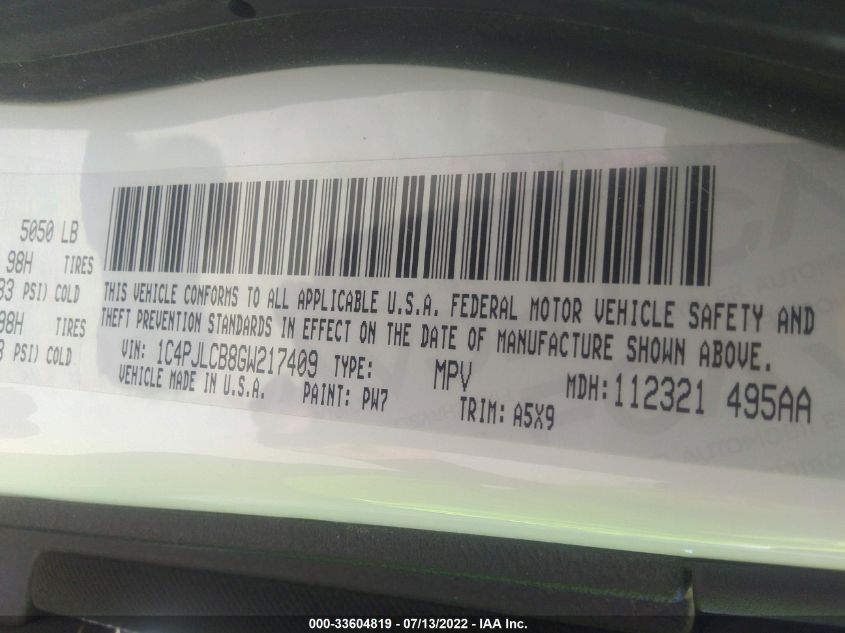 5050 LB
98H TIRES
PSI) COLD
98H TIRES
PSI) COLD
THIS VEHICLE CONFORMS TO ALL APPLICABLE U.S.A. FEDERAL MOTOR VEHICLE SAFETY AND
THEFT PREVENTION STANDARDS IN EFFECT ON THE DATE OF MANUFACTURE SHOWN ABOVE.
VIN: 1C4PJLCB8GW217409 TYPE: MPV MDH:112321 495AA
VEHICLE MADE IN U.S.A. PAINT: PW7 TRIM: A5X9
000-33604819 - 07/13/2022 - IAA Inc.